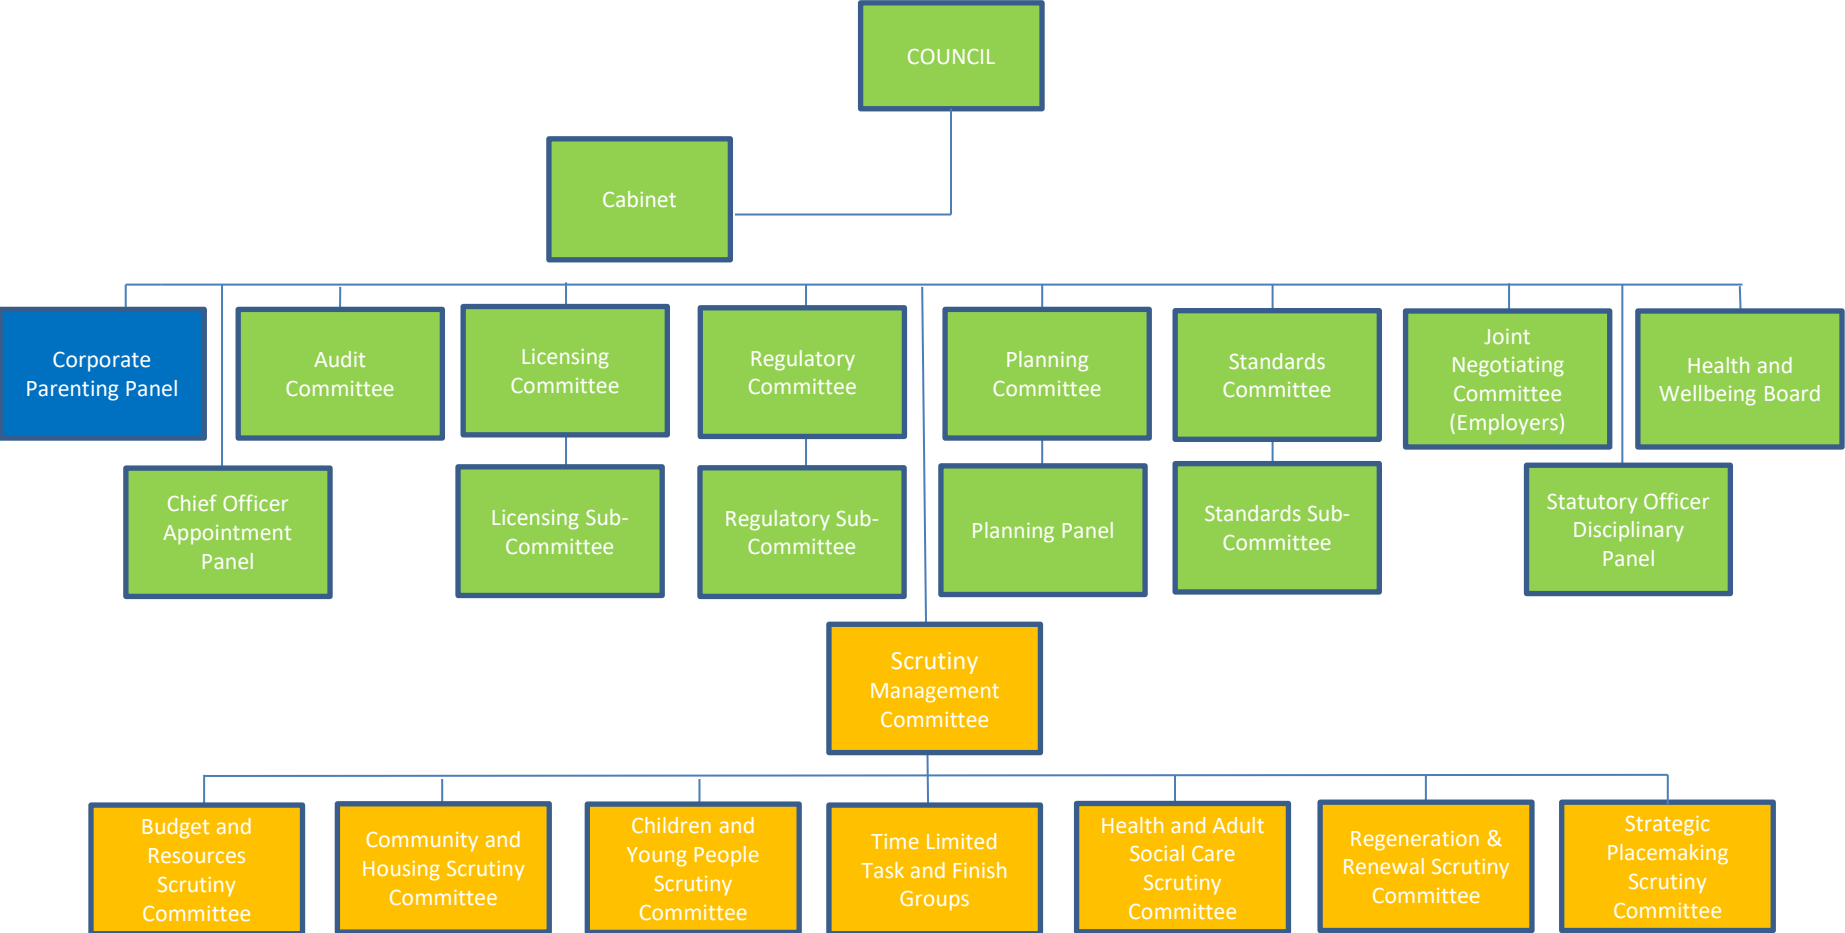 COUNCIL
Cabinet
Corporate
Parenting Panel
Audit
Committee
Licensing
Committee
Regulatory
Committee
Planning
Committee
Standards
Committee
Joint
Negotiating
Committee
(Employers)
Health and
Wellbeing Board
Chief Officer
Appointment
Panel
Licensing Sub-
Committee
Regulatory Sub-
Committee
Planning Panel
Standards Sub-
Committee
Statutory Officer
Disciplinary
Panel
Scrutiny
Management
Committee
Budget and
Resources
Scrutiny
Committee
Community and
Housing Scrutiny
Committee
Children and
Young People
Scrutiny
Committee
Time Limited
Task and Finish
Groups
Health and Adult
Social Care
Scrutiny
Committee
Regeneration &
Renewal Scrutiny
Committee
Strategic
Placemaking
Scrutiny
Committee